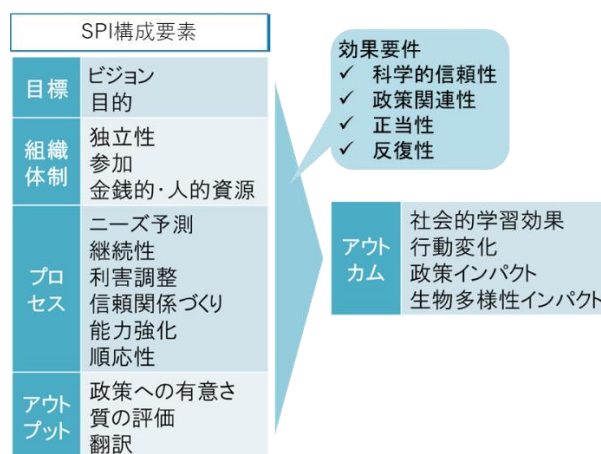 SPI構成要素
目標
ビジョン
目的
組織
体制
独立性
参加
金銭的・人的資源
プロ
セス
ニーズ予測
継続性
利害調整
信頼関係づくり
能力強化
順応性
アウト
プット
政策への有意さ
質の評価
翻訳
効果要件
✓ 科学的信頼性
✓ 政策関連性
✓ 正当性
✓ 反復性
アウト
カム
社会的学習効果
行動変化
政策インパクト
生物多様性インパクト